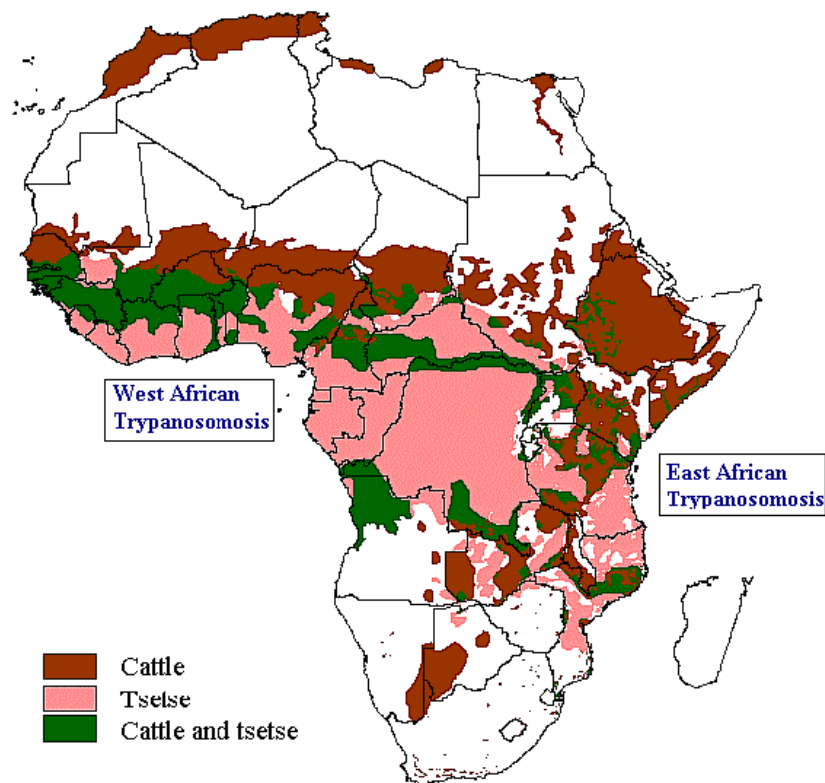 West African
Trypanosomosis
East African
Trypanosomosis
Cattle
Tsetse
Cattle and tsetse